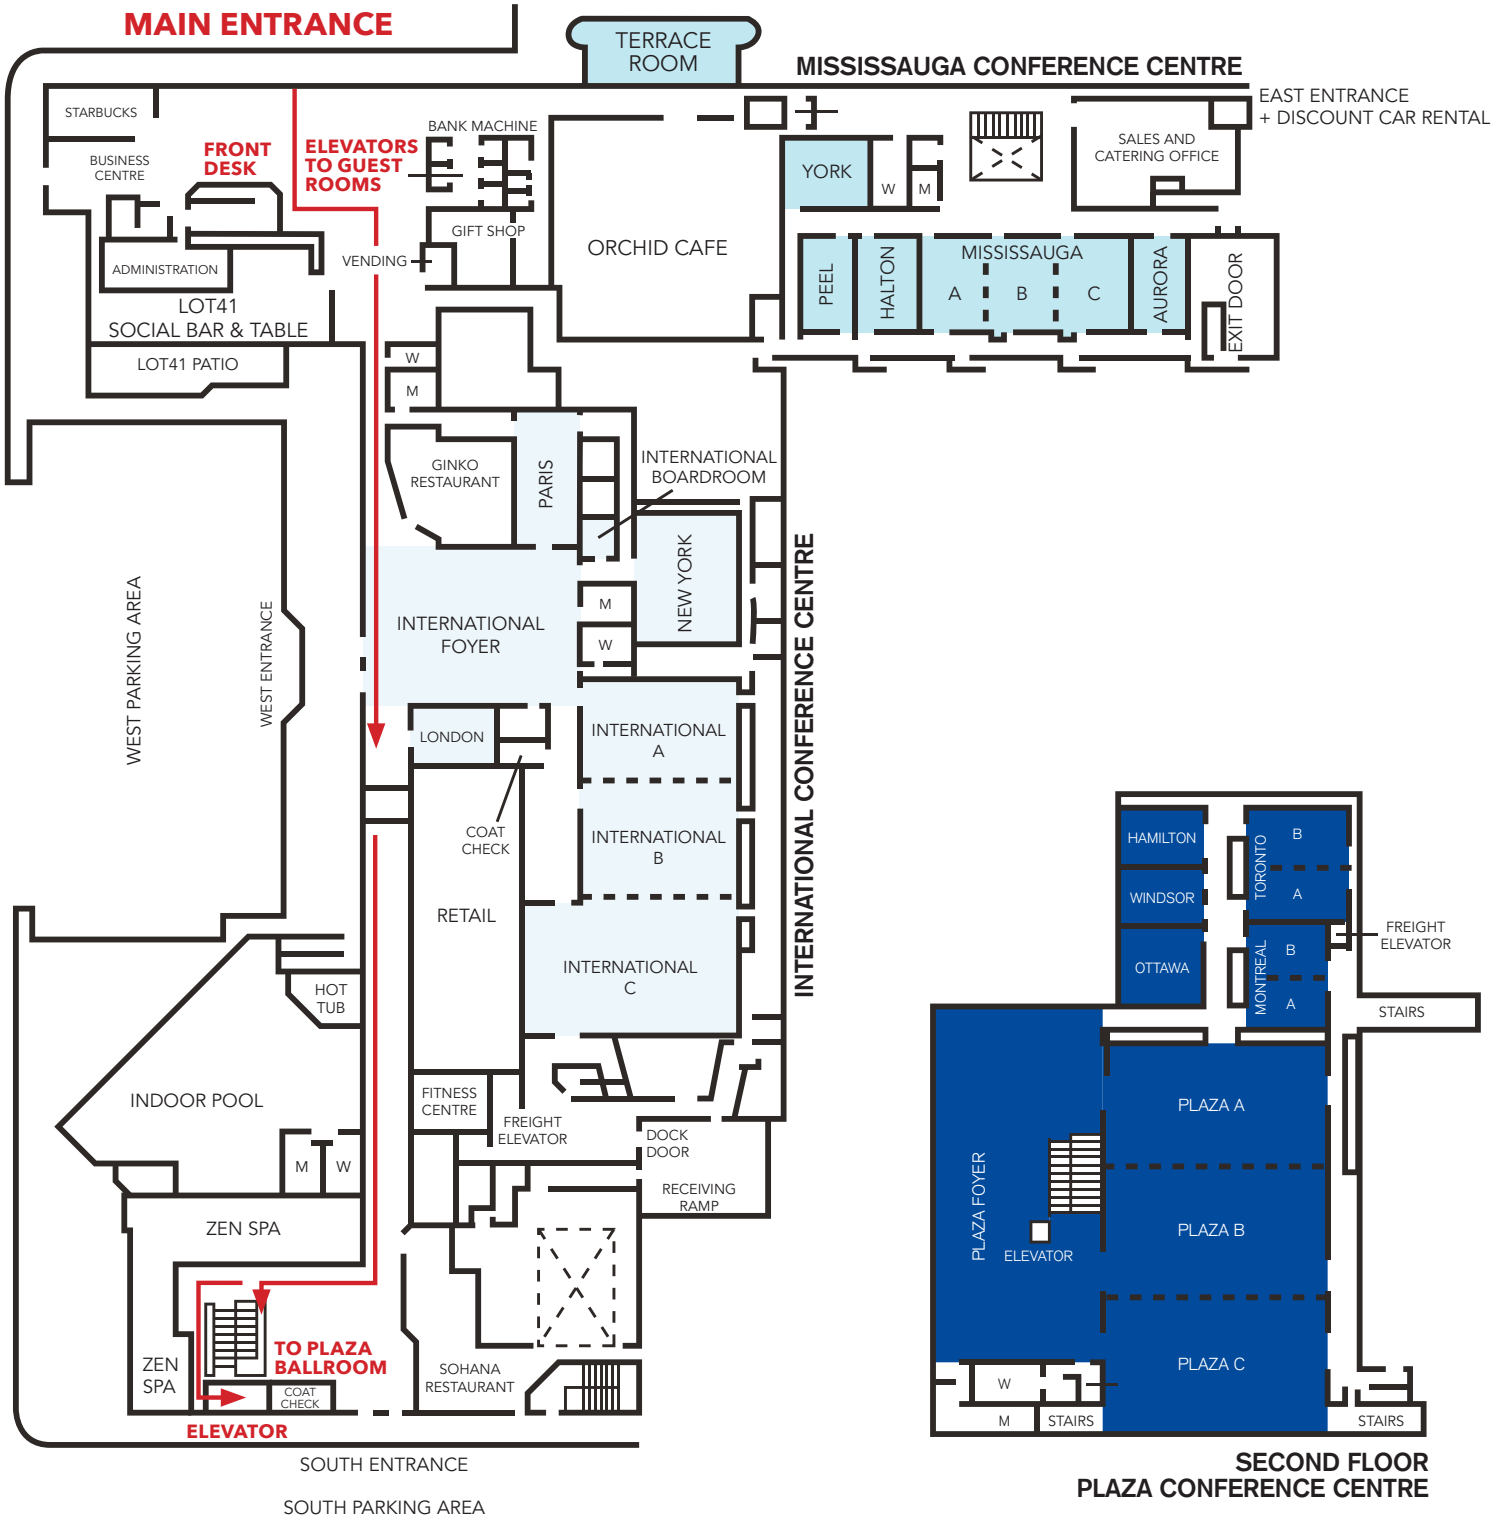 MAIN ENTRANCE
TERRACE
ROOM
MISSISSAUGA CONFERENCE CENTRE
EAST ENTRANCE
+ DISCOUNT CAR RENTAL
STARBUCKS
BUSINESS
CENTRE
FRONT
DESK
ELEVATORS
TO GUEST
ROOMS
BANK MACHINE
GIFT SHOP
VENDING
ADMINISTRATION
LOT41
SOCIAL BAR & TABLE
LOT41 PATIO
ORCHID CAFE
YORK
W
M
SALES AND
CATERING OFFICE
PEEL
HALTON
MISSISSAUGA
A
B
C
AURORA
EXIT DOOR
W
M
GINKO
RESTAURANT
PARIS
INTERNATIONAL
BOARDROOM
NEW YORK
M
W
INTERNATIONAL
FOYER
WEST PARKING AREA
WEST ENTRANCE
INTERNATIONAL CONFERENCE CENTRE
LONDON
COAT
CHECK
INTERNATIONAL
A
INTERNATIONAL
B
INTERNATIONAL
C
RETAIL
HOT
TUB
INDOOR POOL
M
W
FITNESS
CENTRE
FREIGHT
ELEVATOR
DOCK
DOOR
RECEIVING
RAMP
ZEN SPA
ZEN
SPA
TO PLAZA
BALLROOM
COAT
CHECK
ELEVATOR
SOHANA
RESTAURANT
SOUTH ENTRANCE
SOUTH PARKING AREA
HAMILTON
WINDSOR
OTTAWA
TORONTO
B
A
MONTREAL
B
A
FREIGHT
ELEVATOR
STAIRS
PLAZA FOYER
ELEVATOR
PLAZA A
PLAZA B
PLAZA C
W
M
STAIRS
STAIRS
SECOND FLOOR
PLAZA CONFERENCE CENTRE